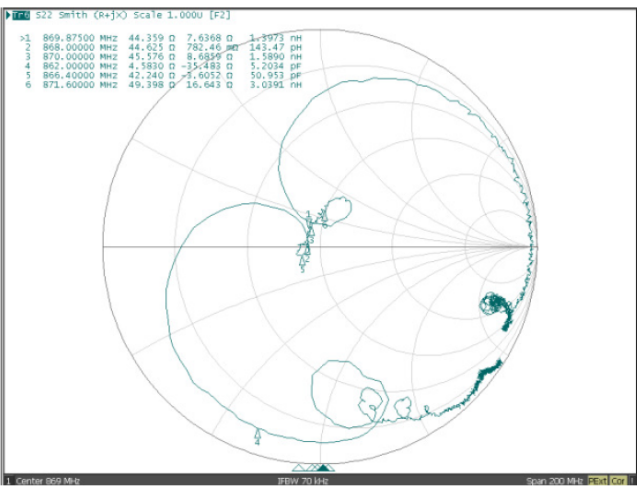 Tr6 S22 Smith (R+jX) Scale 1.000U [F2]
>1 869.87500 MHz 44.359 Ω 7.6368 Ω 1.3973 nH
2 868.00000 MHz 44.625 Ω 782.46 mΩ 143.47 pH
3 870.00000 MHz 45.576 Ω 8.6859 Ω 1.5890 nH
4 862.00000 MHz 4.5830 Ω -35.483 Ω 5.2034 pF
5 866.40000 MHz 42.240 Ω -3.6052 Ω 50.953 pF
6 871.60000 MHz 49.398 Ω 16.643 Ω 3.0391 nH
4
1 Center 869 MHz IFBW 70 kHz Span 200 MHz PExt Cor